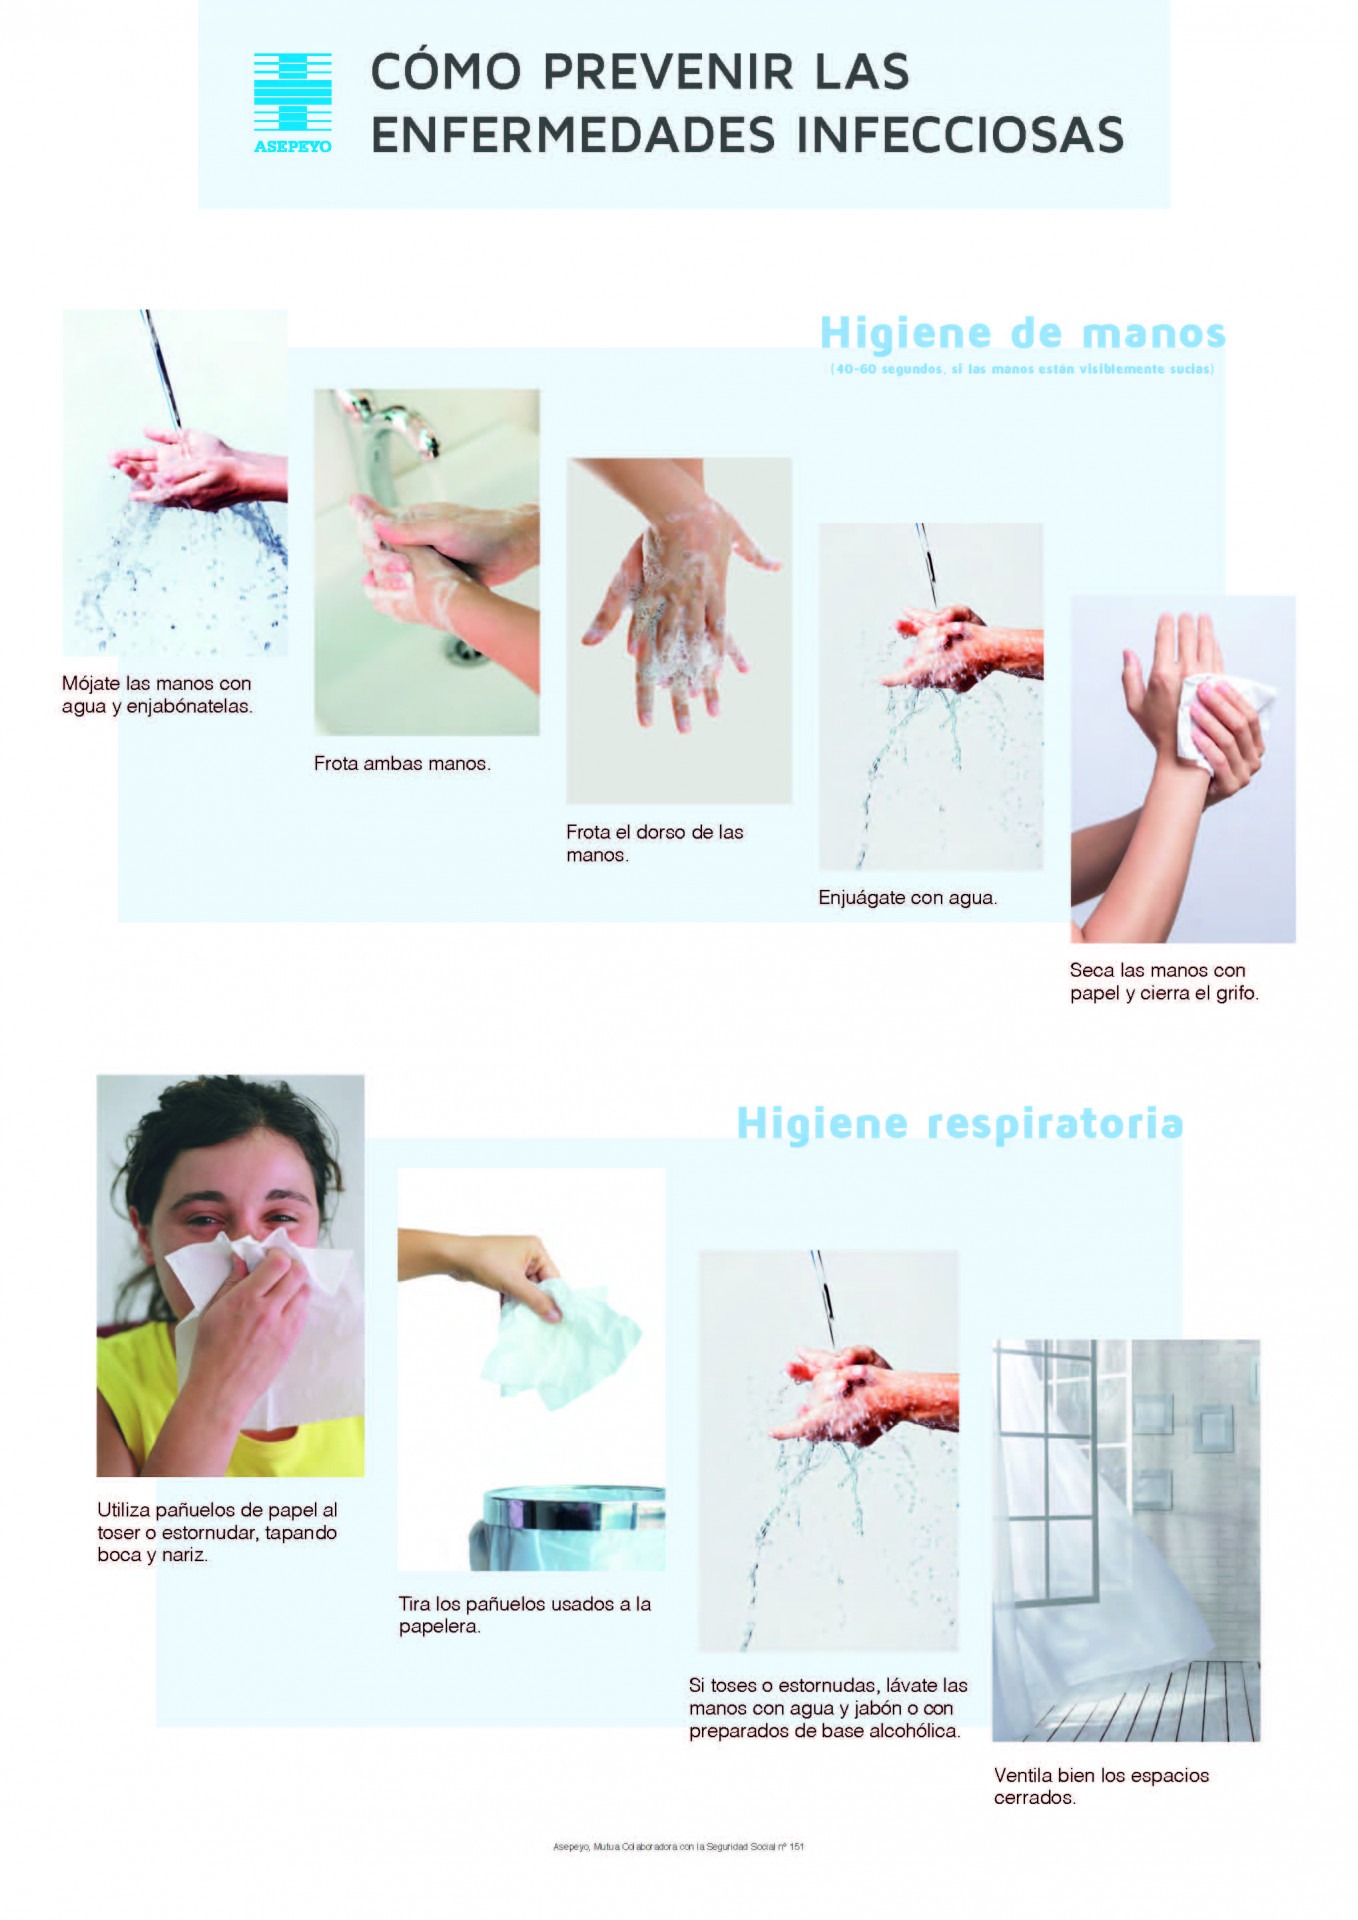 ASEPEYO
CÓMO PREVENIR LAS
ENFERMEDADES INFECCIOSAS
Higiene de manos
(40-60 segundos, si las manos están visiblemente sucias)
Mójate las manos con
agua y enjabónatelas.
Frota ambas manos.
Frota el dorso de las
manos.
Enjuágate con agua.
Seca las manos con
papel y cierra el grifo.
Higiene respiratoria
Utiliza pañuelos de papel al
toser o estornudar, tapando
boca y nariz.
Tira los pañuelos usados a la
papelera.
Si toses o estornudas, lávate las
manos con agua y jabón o con
preparados de base alcohólica.
Ventila bien los espacios
cerrados.
Asepeyo, Mutua Colaboradora con la Seguridad Social nº 151